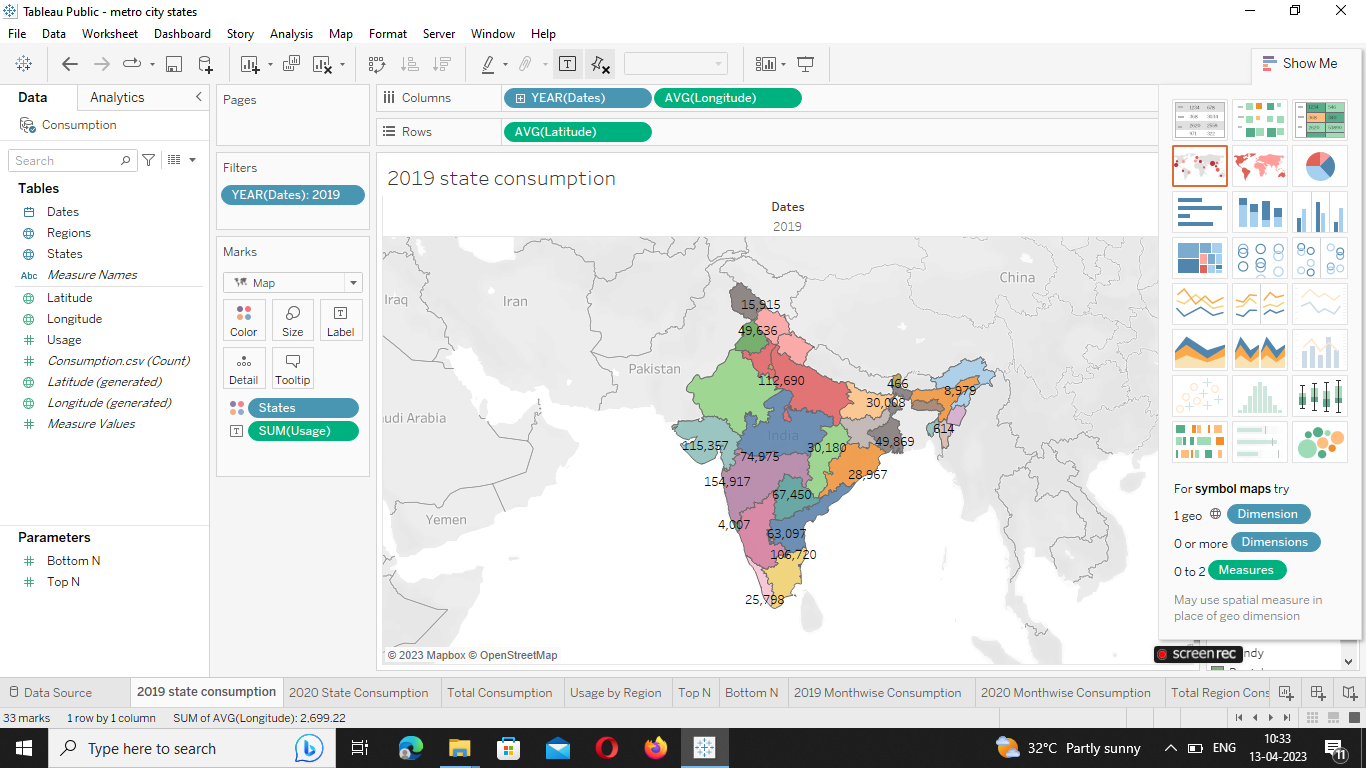 Tableau Public - metro city states
File Data Worksheet Dashboard Story Analysis Map Format Server Window Help
Show Me
Data Analytics
Consumption
Search
Tables
Dates
Regions
States
Abc Measure Names
Latitude
Longitude
Usage
Consumption.csv (Count)
Latitude (generated)
Longitude (generated)
Measure Values
Parameters
Bottom N
Top N
Pages
Filters
YEAR(Dates): 2019
Marks
Map
Color Size Label
Detail Tooltip
States
SUM(Usage)
Columns YEAR(Dates) AVG(Longitude)
Rows AVG(Latitude)
2019 state consumption
Dates
2019
China
Iraq
Iran
15,915
49,636
Pakistan
112,690
466
8,979
30,008
udi Arabia
614
India
115,357
30,180
49,869
74,975
28,967
154,917
67,450
Yemen
4,007
63,097
106,720
25,798
© 2023 Mapbox © OpenStreetMap
For symbol maps try
1 geo Dimension
0 or more Dimensions
0 to 2 Measures
May use spatial measure in
place of geo dimension
screenrec
Data Source 2019 state consumption 2020 State Consumption Total Consumption Usage by Region Top N Bottom N 2019 Monthwise Consumption 2020 Monthwise Consumption Total Region Cons
33 marks 1 row by 1 column SUM of AVG(Longitude): 2,699.22
Type here to search
32°C Partly sunny
ENG
10:33
13-04-2023
11